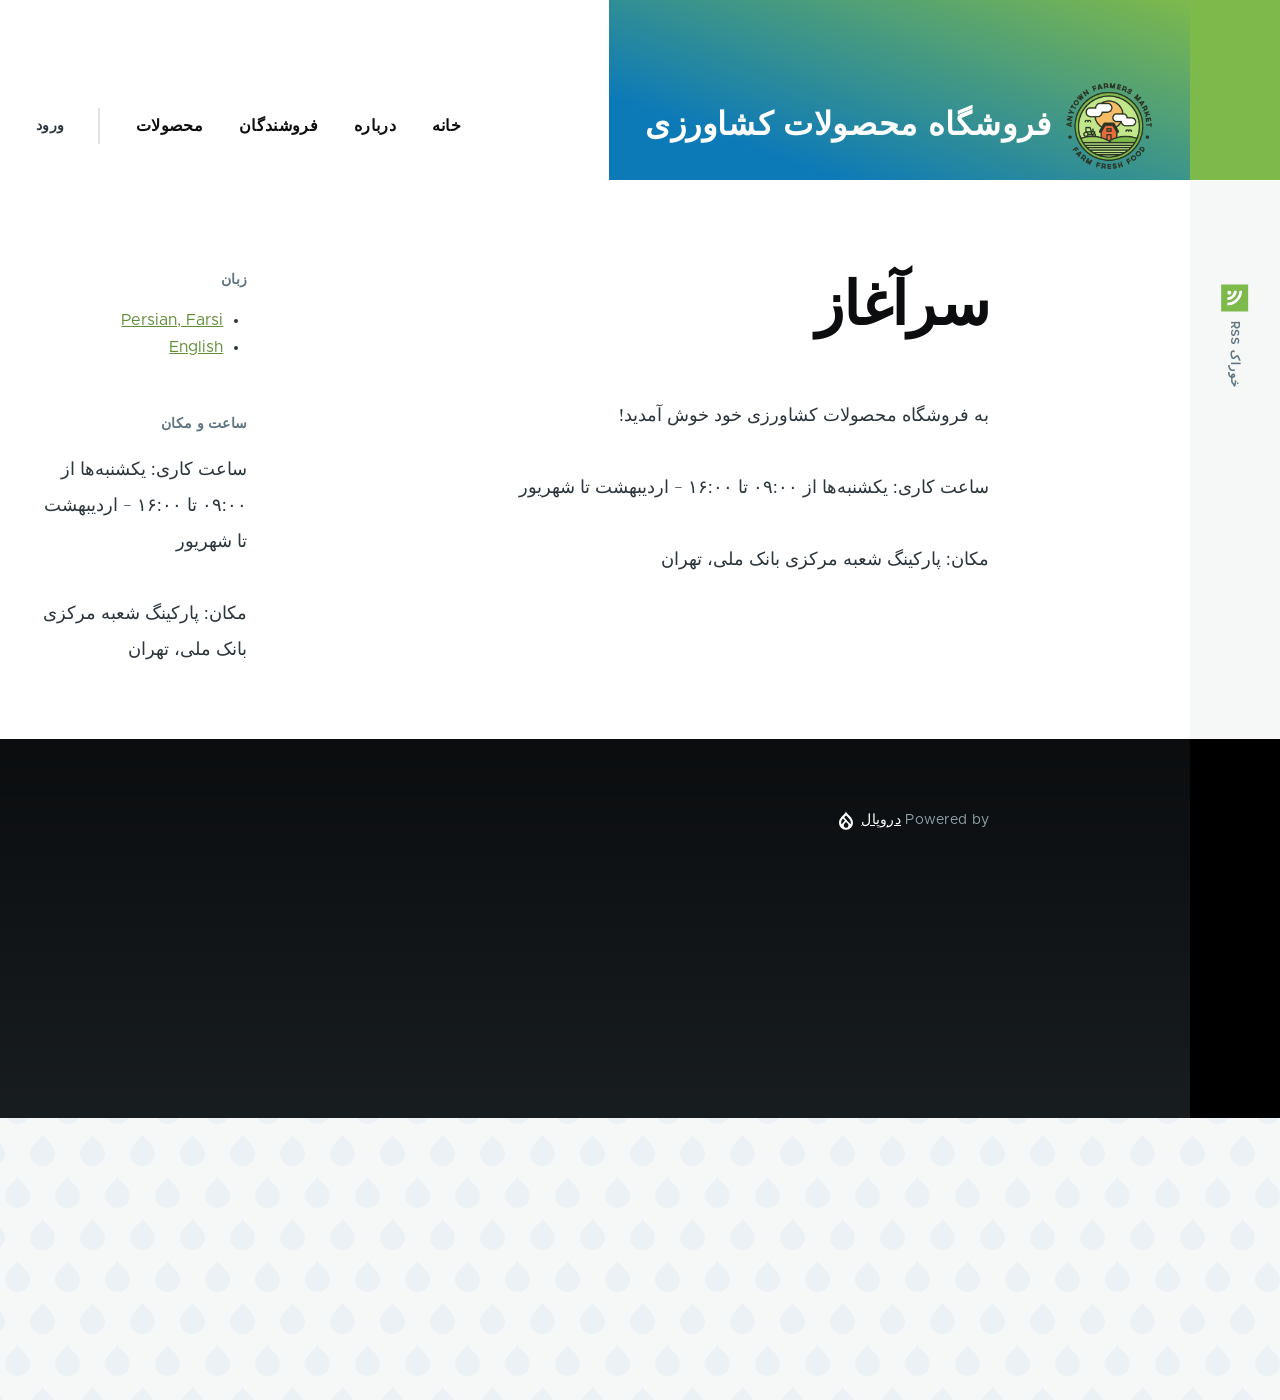 ANYTOWN FARMERS MARKET
FARM FRESH FOOD
فروشگاه محصولات کشاورزی
خانه
درباره
فروشندگان
محصولات
ورود
خوراک RSS
سرآغاز
به فروشگاه محصولات کشاورزی خود خوش آمدید!
ساعت کاری: یکشنبه‌ها از ۰۹:۰۰ تا ۱۶:۰۰ - اردیبهشت تا شهریور
مکان: پارکینگ شعبه مرکزی بانک ملی، تهران
زبان
Persian, Farsi
English
ساعت و مکان
ساعت کاری: یکشنبه‌ها از
۰۹:۰۰ تا ۱۶:۰۰ - اردیبهشت
تا شهریور
مکان: پارکینگ شعبه مرکزی
بانک ملی، تهران
Powered by دروپال